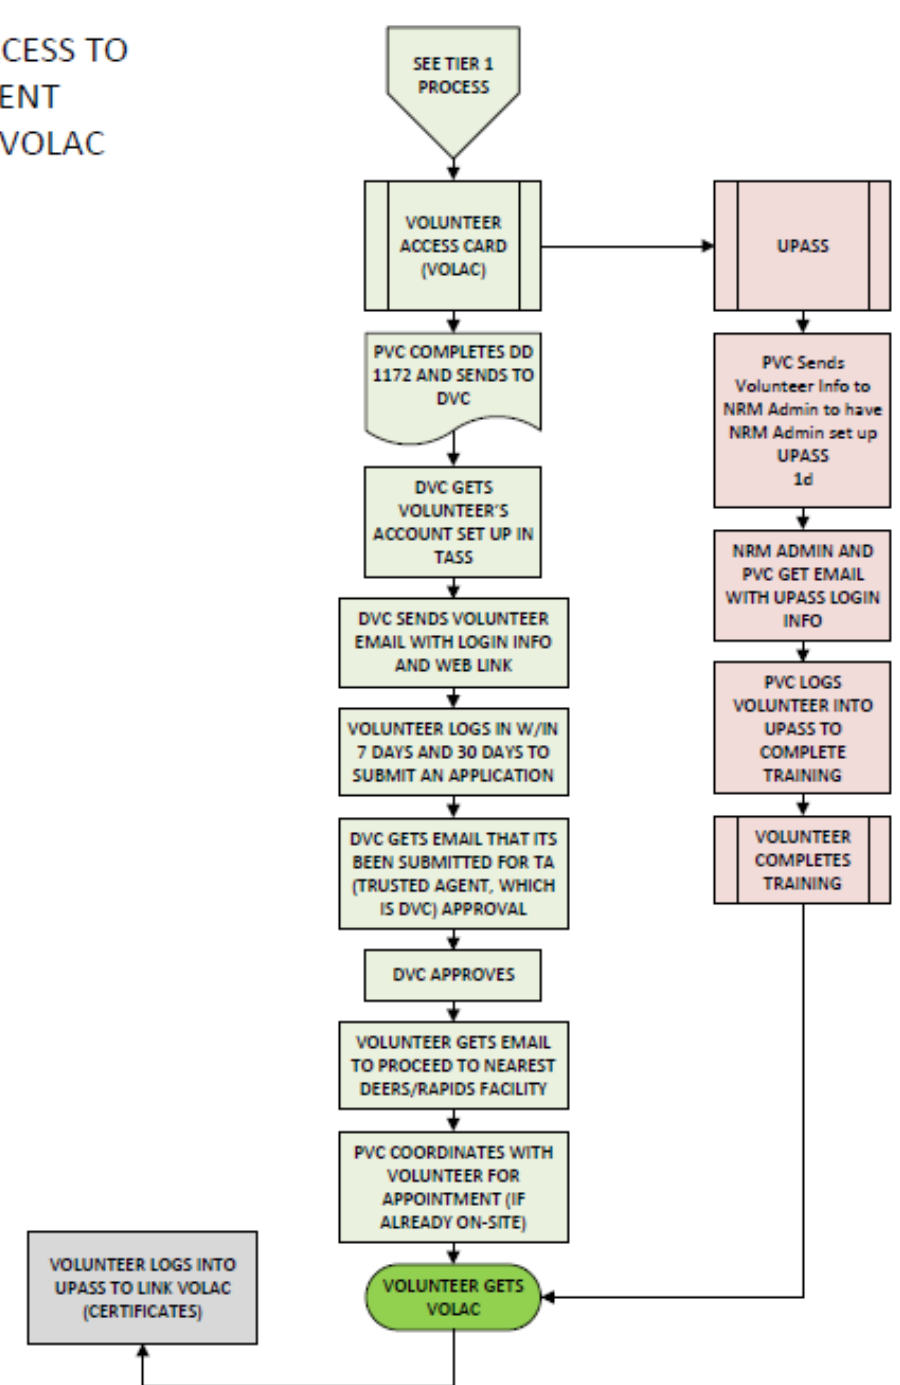 CESS TO
ENT
VOLAC
SEE TIER 1
PROCESS
VOLUNTEER
ACCESS CARD
(VOLAC)
UPASS
PVC COMPLETES DD
1172 AND SENDS TO
DVC
PVC Sends
Volunteer Info to
NRM Admin to have
NRM Admin set up
UPASS
1d
DVC GETS
VOLUNTEER'S
ACCOUNT SET UP IN
TASS
NRM ADMIN AND
PVC GET EMAIL
WITH UPASS LOGIN
INFO
DVC SENDS VOLUNTEER
EMAIL WITH LOGIN INFO
AND WEB LINK
PVC LOGS
VOLUNTEER INTO
UPASS TO
COMPLETE
TRAINING
VOLUNTEER LOGS IN W/IN
7 DAYS AND 30 DAYS TO
SUBMIT AN APPLICATION
DVC GETS EMAIL THAT ITS
BEEN SUBMITTED FOR TA
(TRUSTED AGENT, WHICH
IS DVC) APPROVAL
VOLUNTEER
COMPLETES
TRAINING
DVC APPROVES
VOLUNTEER GETS EMAIL
TO PROCEED TO NEAREST
DEERS/RAPIDS FACILITY
PVC COORDINATES WITH
VOLUNTEER FOR
APPOINTMENT (IF
ALREADY ON-SITE)
VOLUNTEER GETS
VOLAC
VOLUNTEER LOGS INTO
UPASS TO LINK VOLAC
(CERTIFICATES)